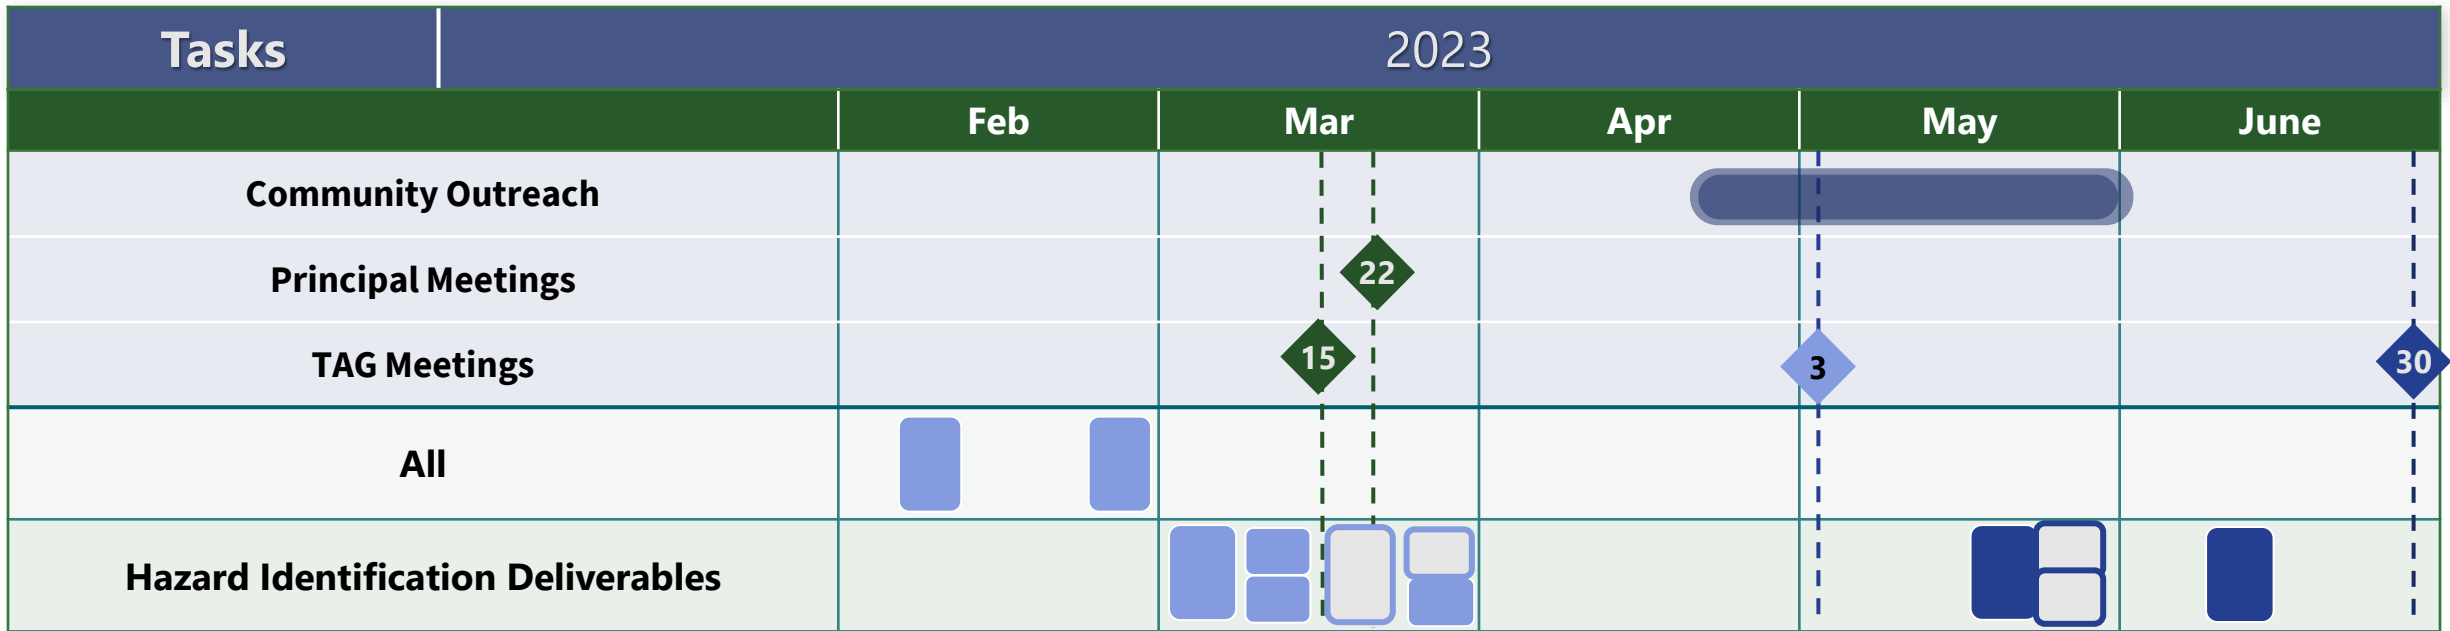 Tasks 2023
Feb Mar Apr May June
Community Outreach
Principal Meetings 22
TAG Meetings 15 3 30
All
Hazard Identification Deliverables